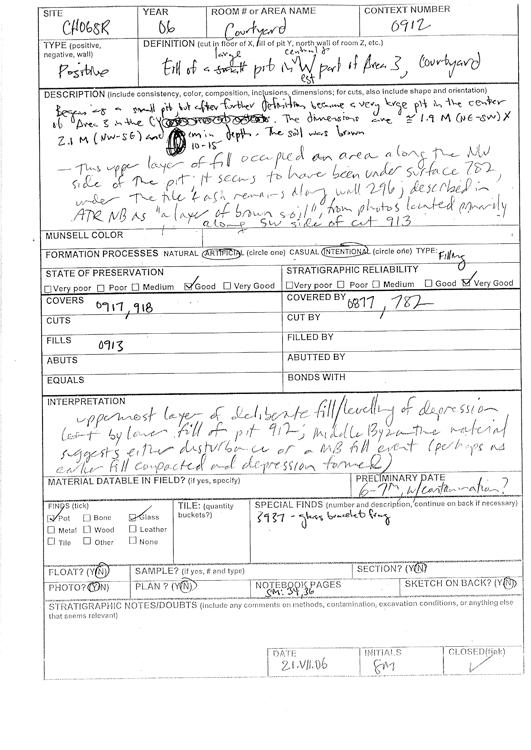 SITE YEAR ROOM # or AREA NAME CONTEXT NUMBER
CH06SR 06 Courtyard 0912
TYPE (positive, negative, wall) DEFINITION (cut in floor of X, fill of pit Y, north wall of room Z, etc.)
large central &
Positive Fill of a small pit in W part of Area 3, Courtyard
est
DESCRIPTION (include consistency, color, composition, inclusions, dimensions; for cuts, also include shape and orientation)
Began as a small pit but after further definition became a very large pit in the center
of Area 3 in the CY. The dimensions are ≅ 1.9 M (NE-SW) X
2.1 M (NW-SE) and cm in depth. The soil was brown
10-15
— This upper layer of fill occupied an area along the NW
side of the pit; it seems to have been under surface 782,
under the tile & ash remains along wall 296; described in
ATR NB as "a layer of brown soil", from photos located primarily
along SW side of cut 913
MUNSELL COLOR
FORMATION PROCESSES NATURAL ARTIFICIAL (circle one) CASUAL INTENTIONAL (circle one) TYPE: Filling
STATE OF PRESERVATION STRATIGRAPHIC RELIABILITY
Very poor Poor Medium Good Very Good Very poor Poor Medium Good Very Good
COVERS 0917, 918 COVERED BY 0877, 782
CUTS CUT BY
FILLS 0913 FILLED BY
ABUTS ABUTTED BY
EQUALS BONDS WITH
INTERPRETATION
uppermost layer of deliberate fill/levelling of depression
left by lower fill of pit 912; Middle Byzantine material
suggests either disturbance or a MB fill event (perhaps as
earlier fill compacted and depression formed)
MATERIAL DATABLE IN FIELD? (if yes, specify) PRELIMINARY DATE
6-7th, w/contamination?
FINDS (tick) TILE: (quantity buckets?) SPECIAL FINDS (number and description, continue on back if necessary)
Pot Bone Glass 3937 - glass bracelet frag
Metal Wood Leather
Tile Other None
FLOAT? (Y/N) SAMPLE? (if yes, # and type) SECTION? (Y/N)
PHOTO? (Y/N) PLAN? (Y/N) NOTEBOOK PAGES SKETCH ON BACK? (Y/N)
SM: 34, 36
STRATIGRAPHIC NOTES/DOUBTS (include any comments on methods, contamination, excavation conditions, or anything else
that seems relevant)
DATE INITIALS CLOSED(tick)
21.VII.06 SM